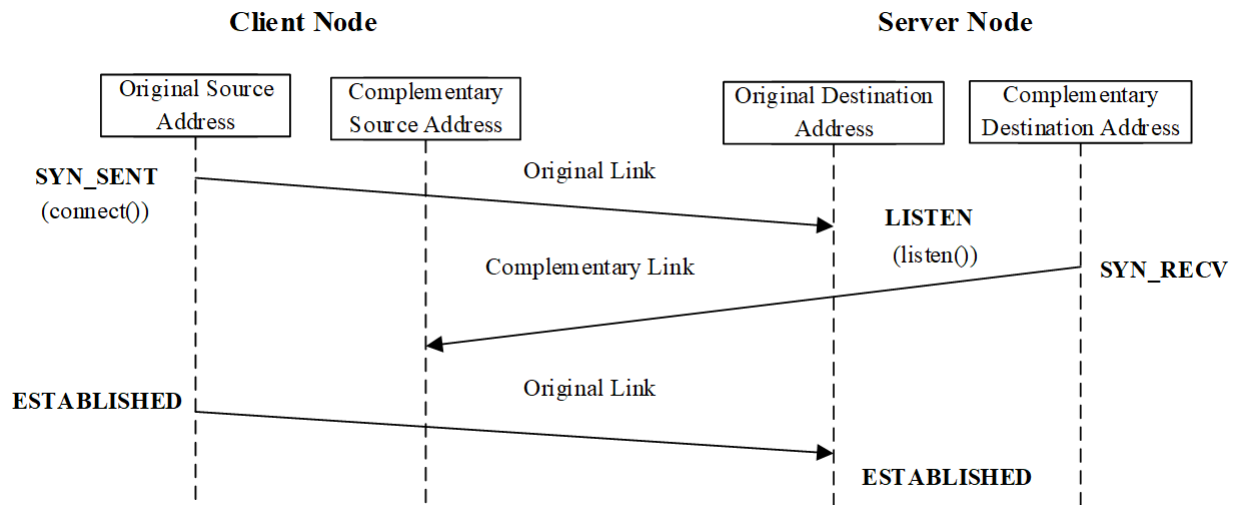 Client Node
Server Node
Original Source
Address
Complementary
Source Address
Original Destination
Address
Complementary
Destination Address
SYN_SENT
(connect())
Original Link
LISTEN
(listen())
Complementary Link
SYN_RECV
Original Link
ESTABLISHED
ESTABLISHED